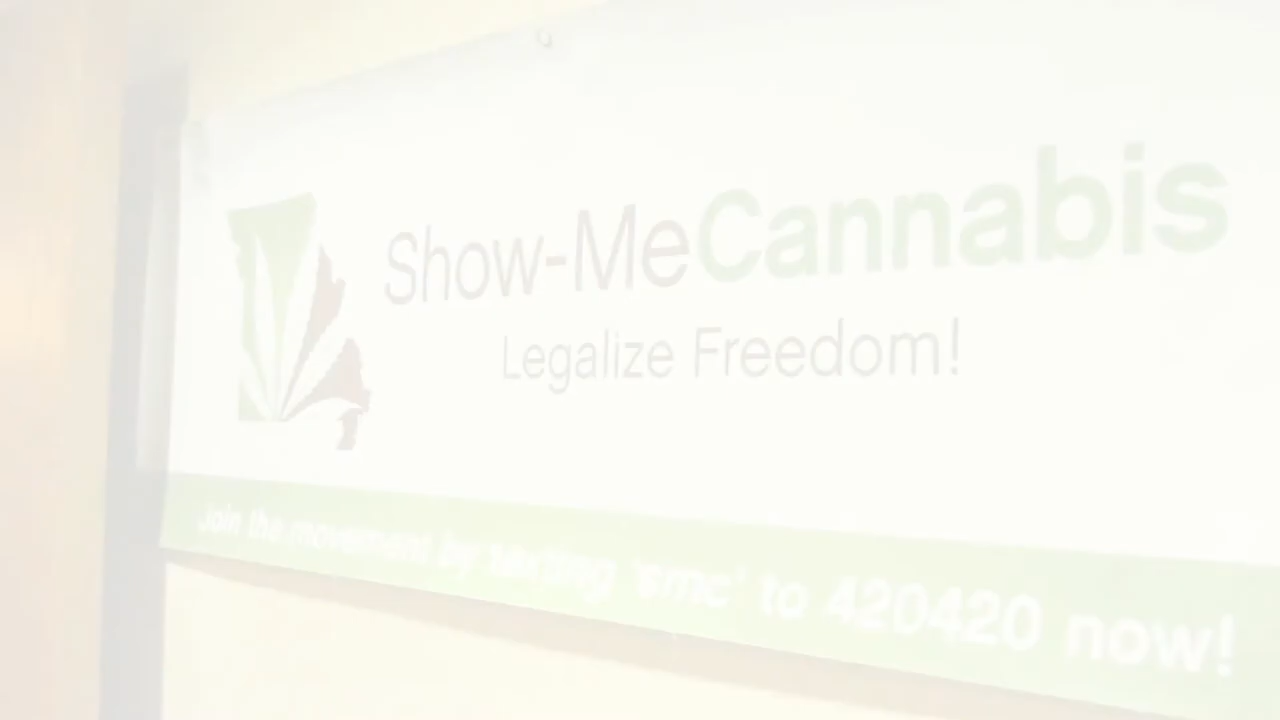 Show-MeCannabis
Legalize Freedom!
Join the movement by texting 'smc' to 420420 now!